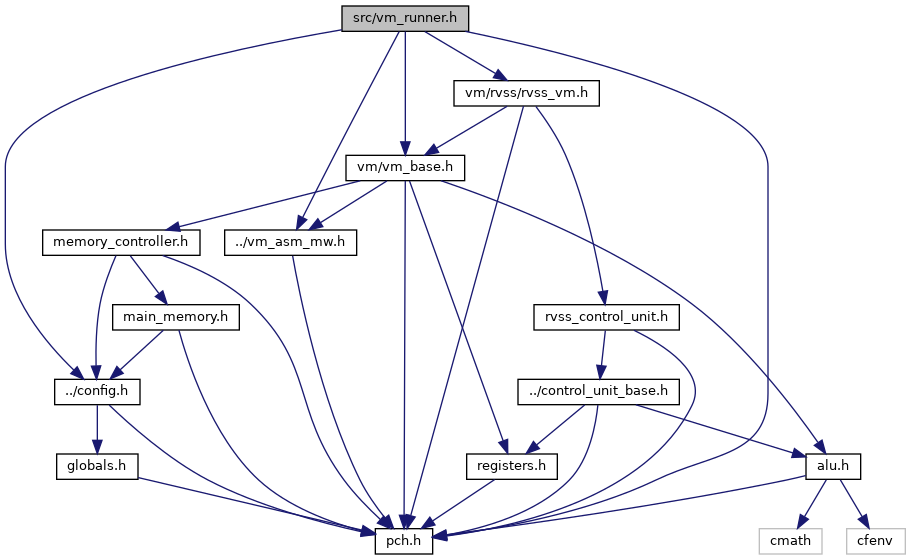 src/vm_runner.h
vm/rvss/rvss_vm.h
vm/vm_base.h
memory_controller.h
../vm_asm_mw.h
main_memory.h
rvss_control_unit.h
../config.h
../control_unit_base.h
globals.h
registers.h
alu.h
pch.h
cmath
cfenv